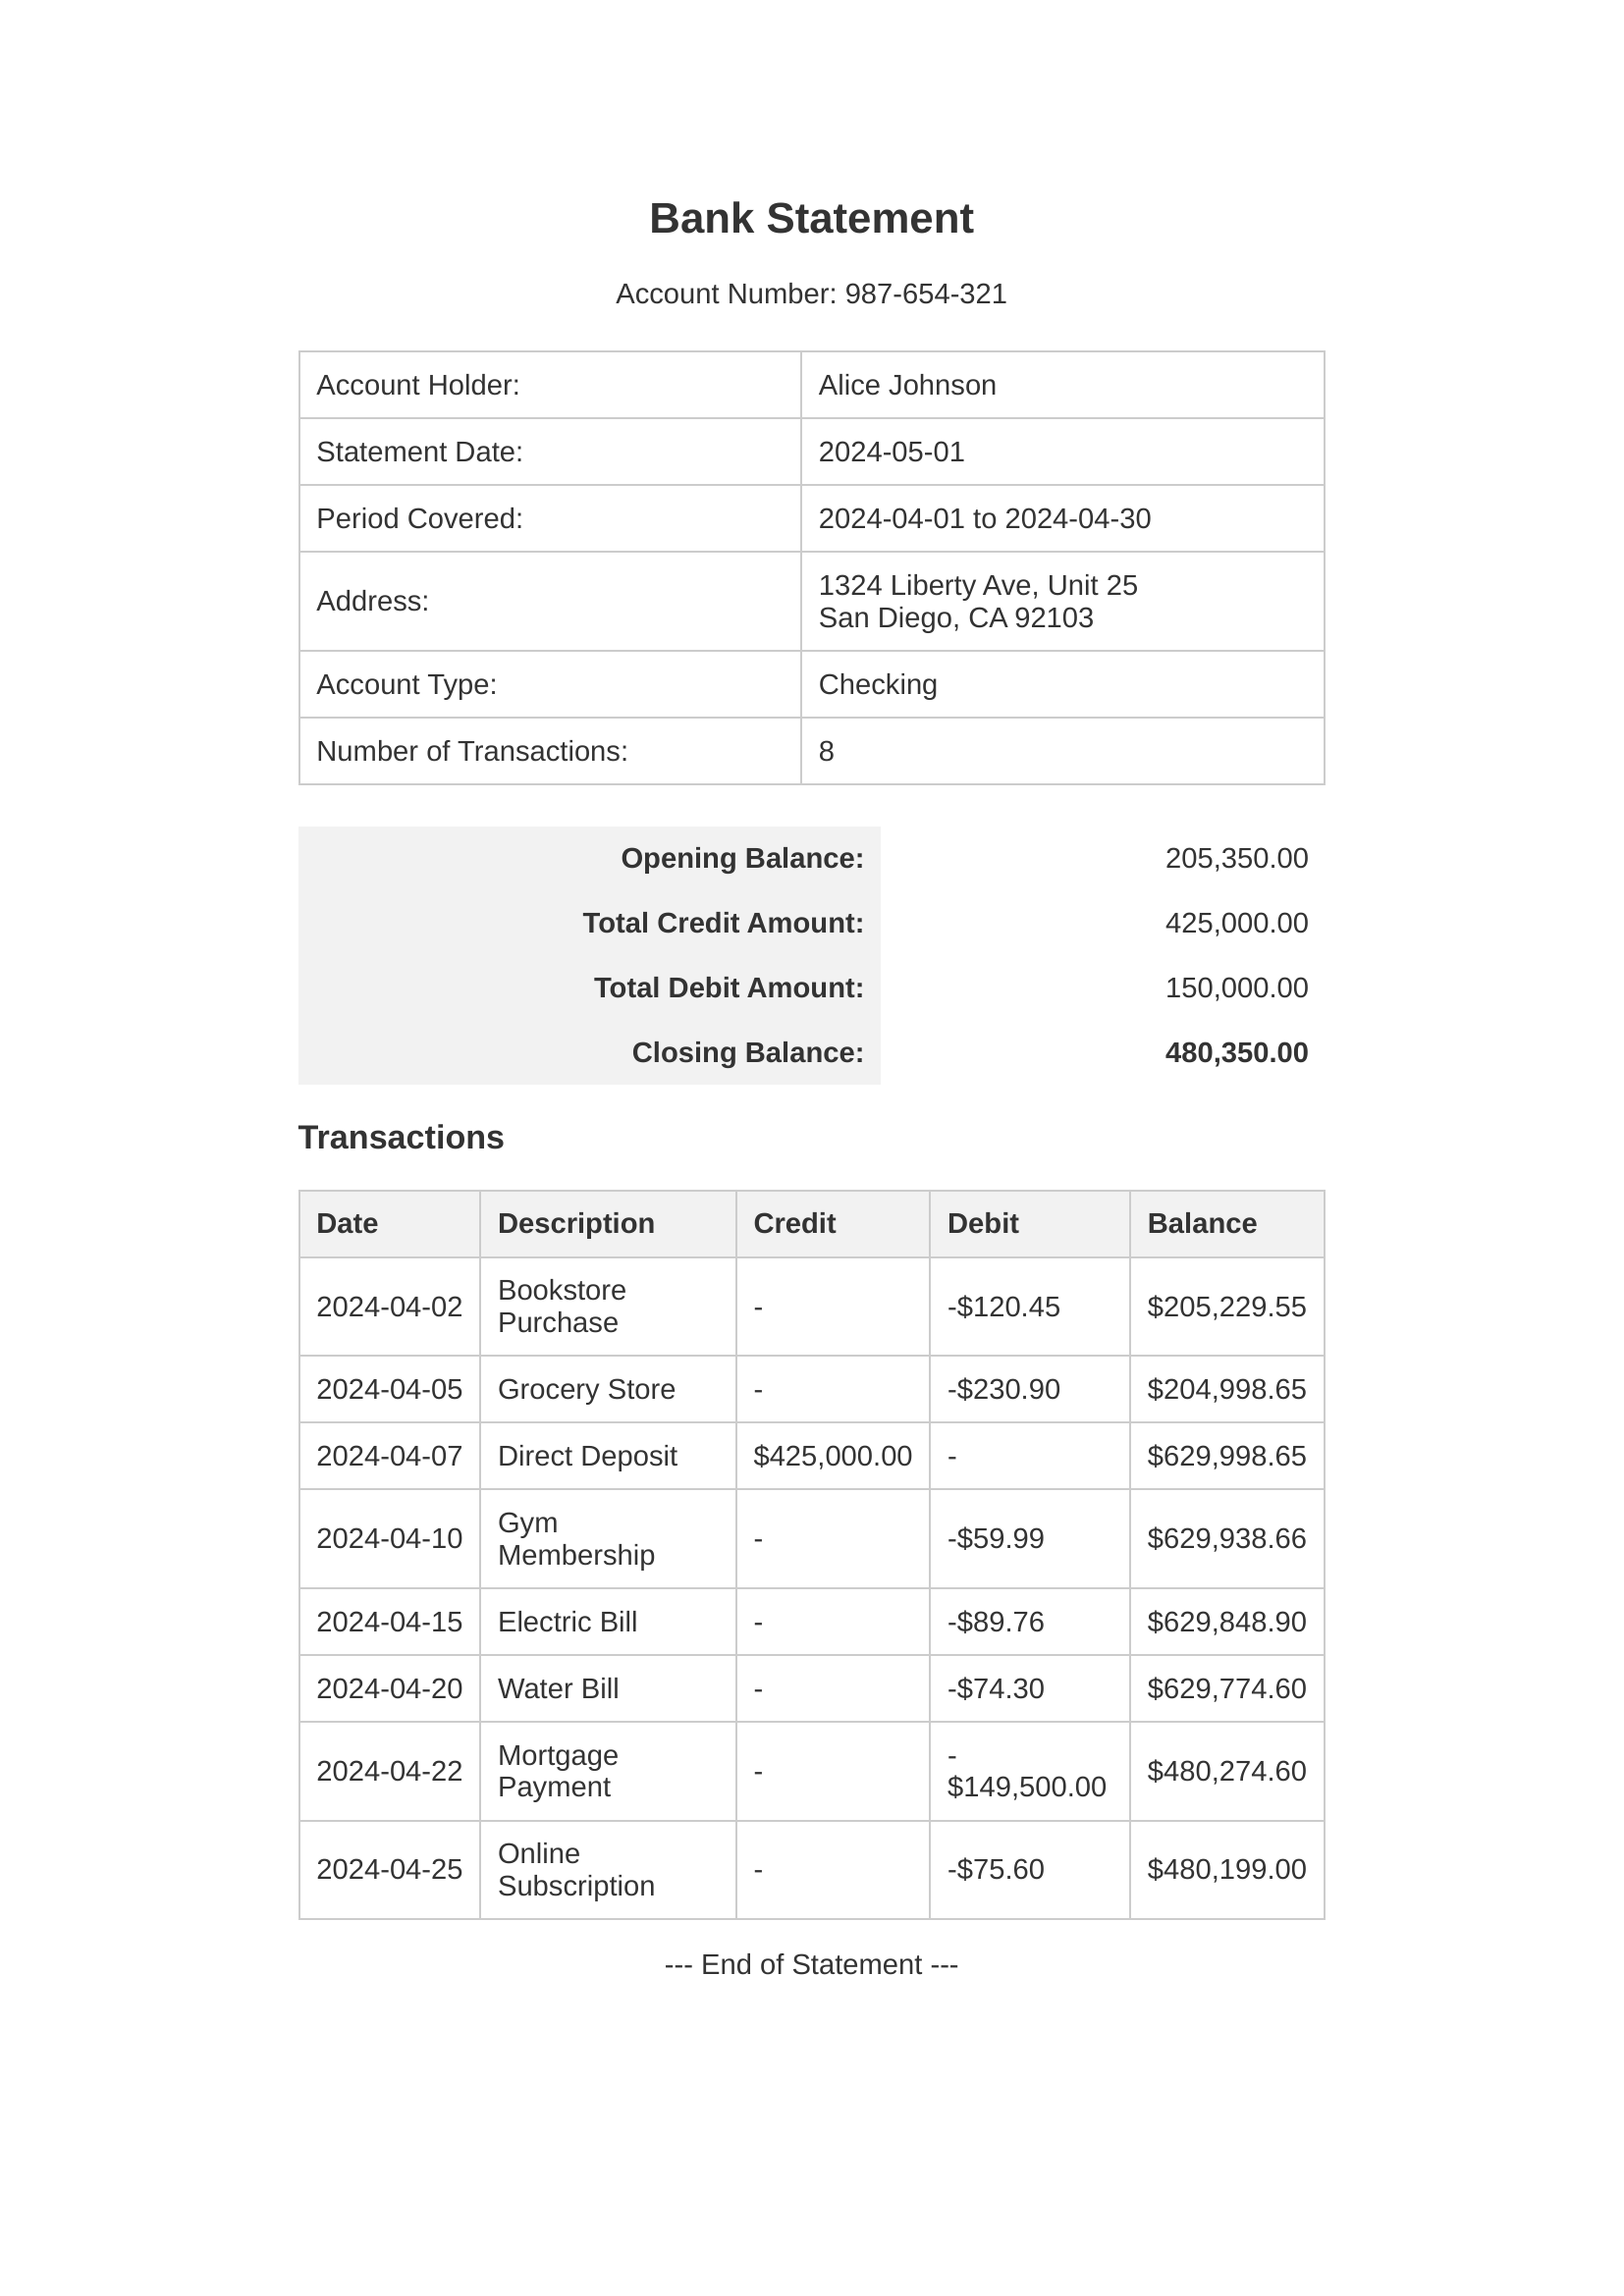 Bank Statement
Account Number: 987-654-321
Account Holder: Alice Johnson
Statement Date: 2024-05-01
Period Covered: 2024-04-01 to 2024-04-30
Address: 1324 Liberty Ave, Unit 25
San Diego, CA 92103
Account Type: Checking
Number of Transactions: 8
Opening Balance: 205,350.00
Total Credit Amount: 425,000.00
Total Debit Amount: 150,000.00
Closing Balance: 480,350.00
Transactions
Date Description Credit Debit Balance
2024-04-02 Bookstore Purchase - -$120.45 $205,229.55
2024-04-05 Grocery Store - -$230.90 $204,998.65
2024-04-07 Direct Deposit $425,000.00 - $629,998.65
2024-04-10 Gym Membership - -$59.99 $629,938.66
2024-04-15 Electric Bill - -$89.76 $629,848.90
2024-04-20 Water Bill - -$74.30 $629,774.60
2024-04-22 Mortgage Payment - -$149,500.00 $480,274.60
2024-04-25 Online Subscription - -$75.60 $480,199.00
--- End of Statement ---